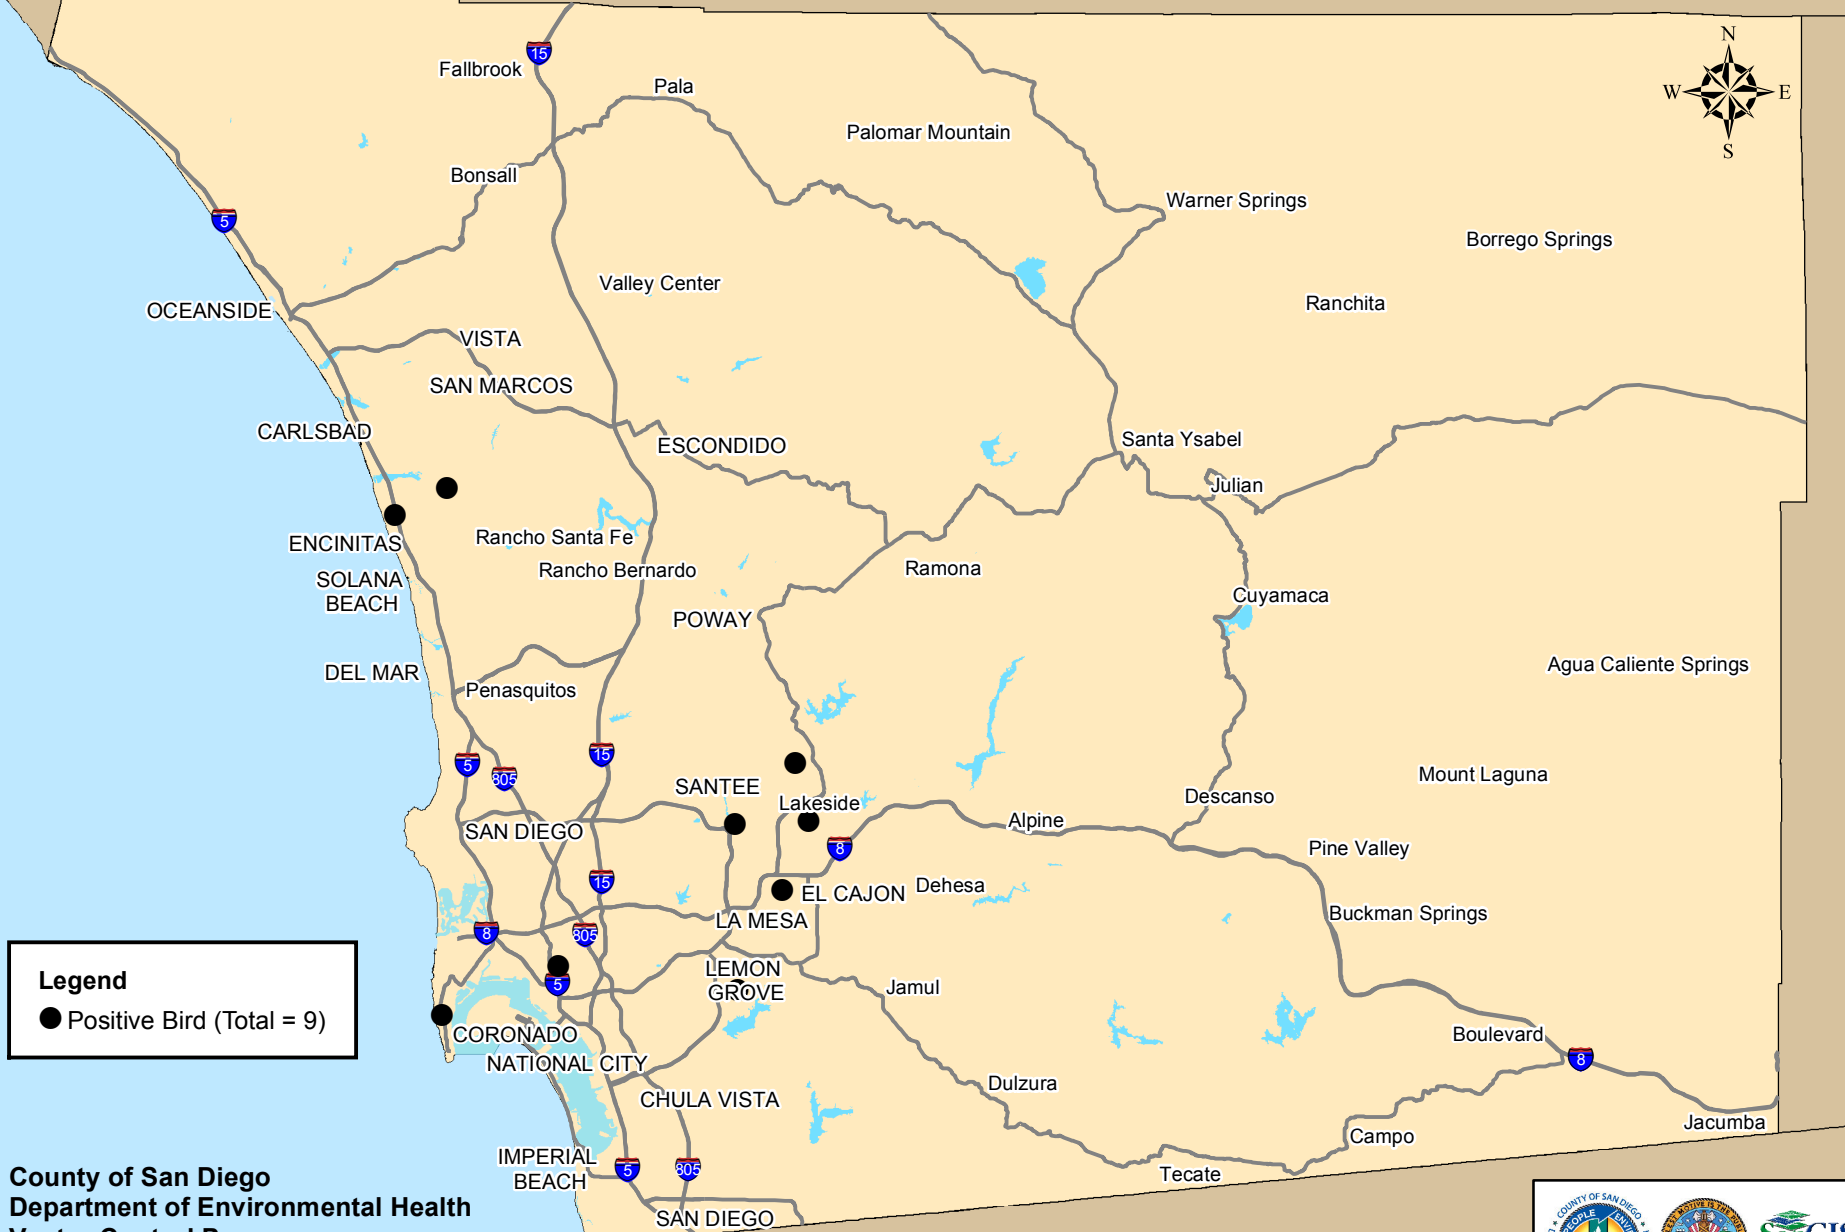 N
W
E
S
15
Fallbrook
Pala
Palomar Mountain
Bonsall
Warner Springs
5
Borrego Springs
Valley Center
Ranchita
OCEANSIDE
VISTA
SAN MARCOS
CARLSBAD
ESCONDIDO
Santa Ysabel
Julian
ENCINITAS
Rancho Santa Fe
Rancho Bernardo
Ramona
SOLANA
BEACH
Cuyamaca
POWAY
DEL MAR
Agua Caliente Springs
Penasquitos
15
5
805
SANTEE
Mount Laguna
Lakeside
Descanso
SAN DIEGO
Alpine
8
Pine Valley
15
EL CAJON
Dehesa
LA MESA
Buckman Springs
8
805
LEMON
GROVE
5
Jamul
Legend
Positive Bird (Total = 9)
CORONADO
Boulevard
NATIONAL CITY
8
Dulzura
CHULA VISTA
Jacumba
Campo
IMPERIAL
BEACH
5
805
Tecate
SAN DIEGO
County of San Diego
Department of Environmental Health
COUNTY OF SAN DIEGO
PEOPLE